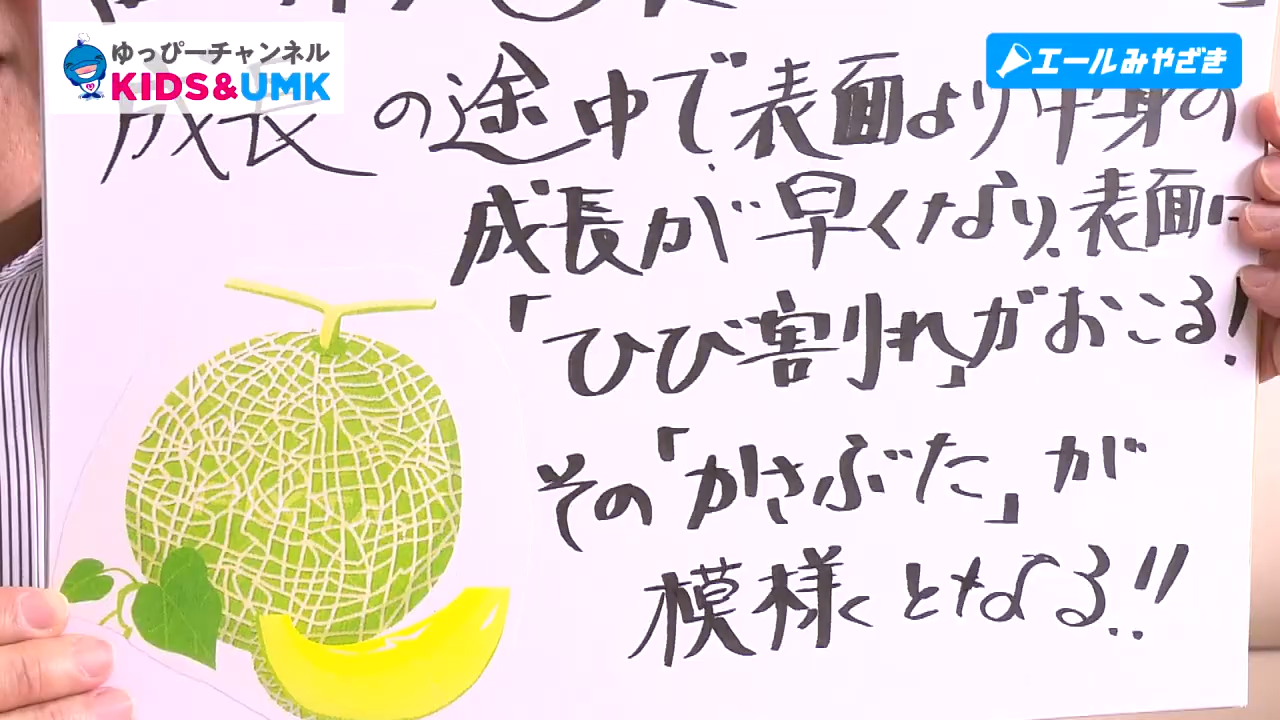 ゆっぴーチャンネル
KIDS&UMK
エールみやざき
成長の途中で表面より中身の
成長が早くなり、表面に
「ひび割れ」がおこる!
その「かさぶた」が
模様となる!!